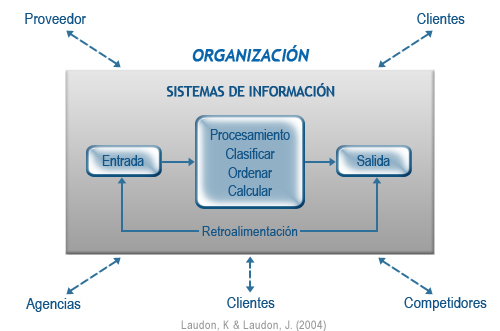 Proveedor
Clientes
ORGANIZACIÓN
SISTEMAS DE INFORMACIÓN
Procesamiento
Clasificar
Ordenar
Calcular
Entrada
Salida
Retroalimentación
Agencias
Clientes
Competidores
Laudon, K & Laudon, J. (2004)